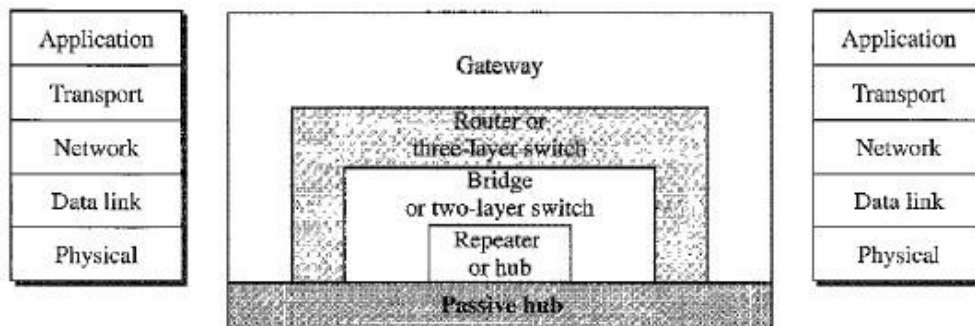 Application
Transport
Network
Data link
Physical
Gateway
Router or
three-layer switch
Bridge
or two-layer switch
Repeater
or hub
Passive hub
Application
Transport
Network
Data link
Physical